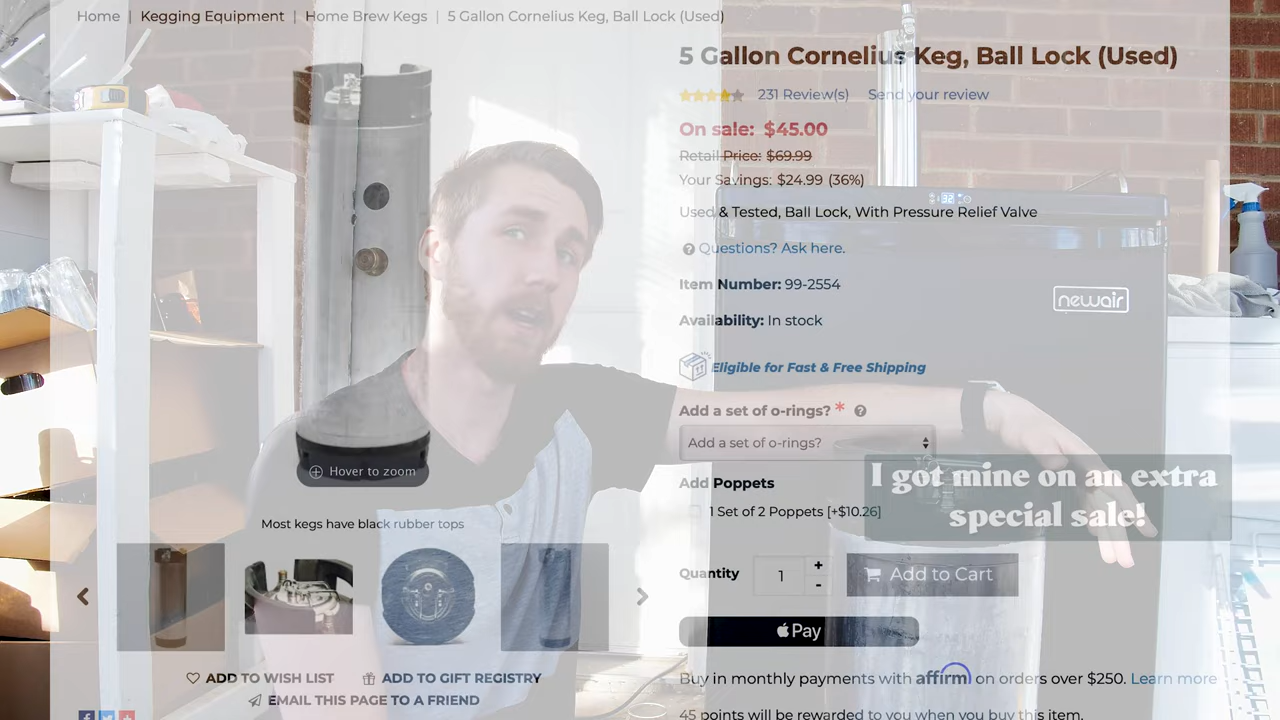 Home | Kegging Equipment | Home Brew Kegs | 5 Gallon Cornelius Keg, Ball Lock (Used)
5 Gallon Cornelius Keg, Ball Lock (Used)
231 Review(s) Send your review
On sale: $45.00
Retail Price: $69.99
Your Savings: $24.99 (36%)
Used & Tested, Ball Lock, With Pressure Relief Valve
? Questions? Ask here.
Item Number: 99-2554
newair
Availability: In stock
Eligible for Fast & Free Shipping
Add a set of o-rings? * ?
Add a set of o-rings?
Hover to zoom
I got mine on an extra
special sale!
Add Poppets
1 Set of 2 Poppets [+$10.26]
Most kegs have black rubber tops
Quantity 1 + - Add to Cart
Pay
ADD TO WISH LIST ADD TO GIFT REGISTRY
EMAIL THIS PAGE TO A FRIEND
Buy in monthly payments with affirm on orders over $250. Learn more
45 points will be rewarded to you when you buy this item.